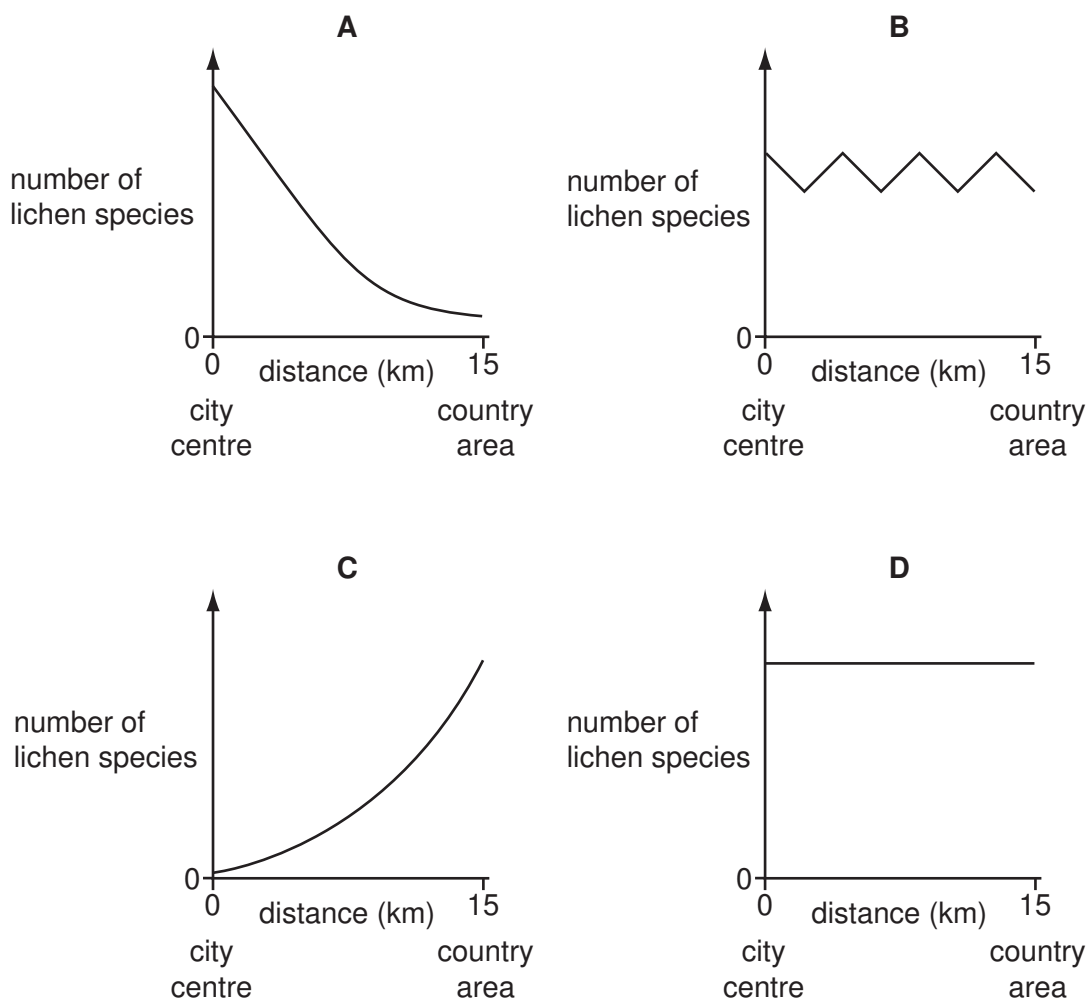 A
number of
lichen species
0
0
distance (km)
15
city
centre
country
area
B
number of
lichen species
0
0
distance (km)
15
city
centre
country
area
C
number of
lichen species
0
0
distance (km)
15
city
centre
country
area
D
number of
lichen species
0
0
distance (km)
15
city
centre
country
area